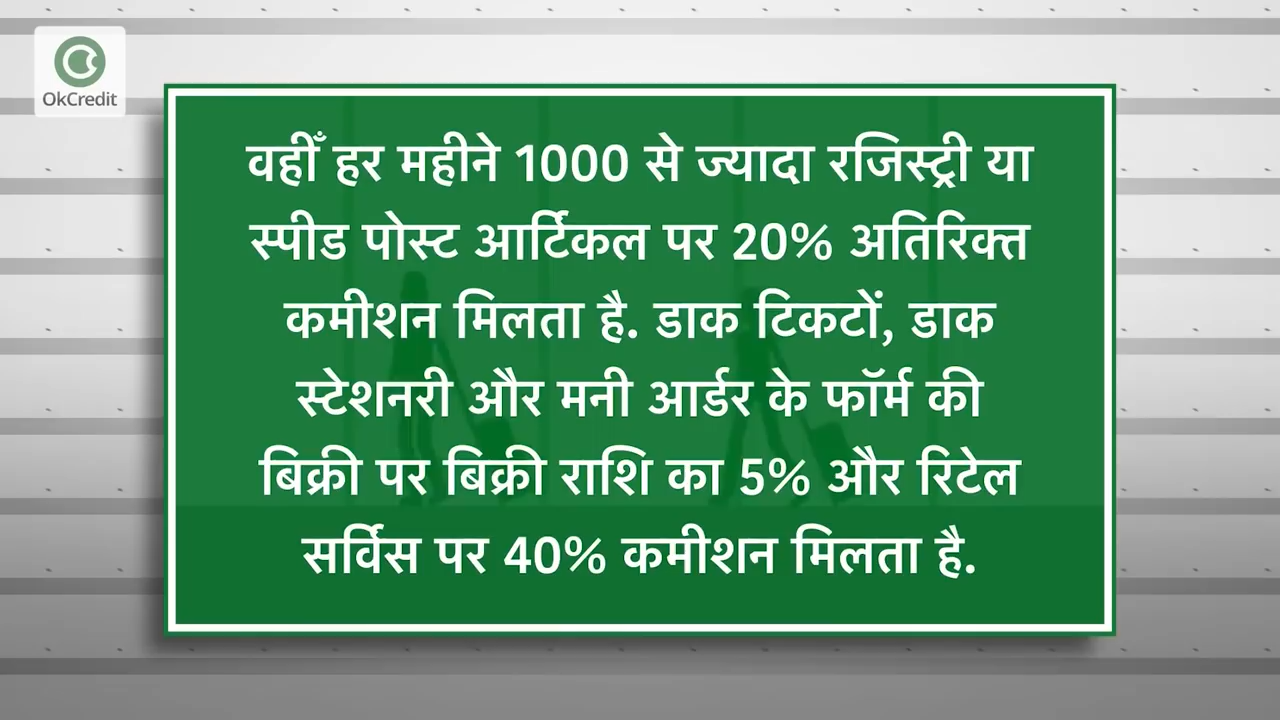 OkCredit
वहीँ हर महीने 1000 से ज्यादा रजिस्ट्री या
स्पीड पोस्ट आर्टिकल पर 20% अतिरिक्त
कमीशन मिलता है. डाक टिकटों, डाक
स्टेशनरी और मनी आर्डर के फॉर्म की
बिक्री पर बिक्री राशि का 5% और रिटेल
सर्विस पर 40% कमीशन मिलता है.